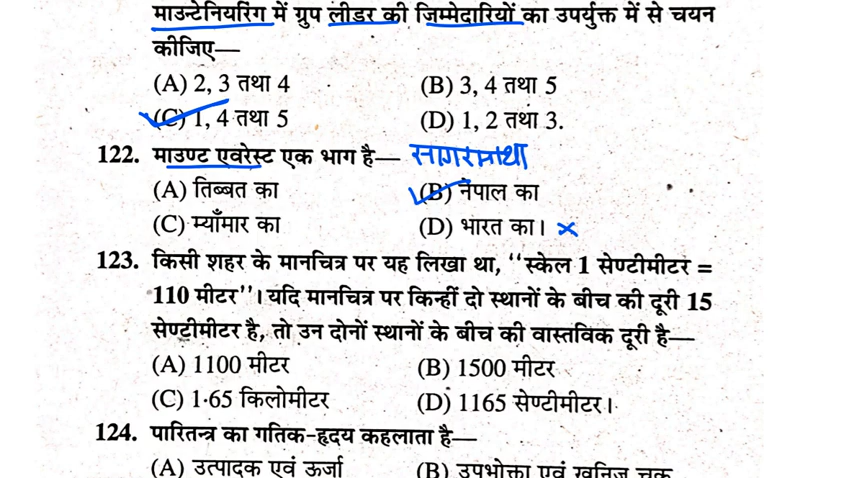 माउन्टेनियरिंग में ग्रुप लीडर की जिम्मेदारियों का उपर्युक्त में से चयन
कीजिए—
(A) 2, 3 तथा 4 (B) 3, 4 तथा 5
(C) 1, 4 तथा 5 (D) 1, 2 तथा 3.
122. माउण्ट एवरेस्ट एक भाग है— सागरमाथा
(A) तिब्बत का (B) नेपाल का
(C) म्याँमार का (D) भारत का।
123. किसी शहर के मानचित्र पर यह लिखा था, ‘‘स्केल 1 सेण्टीमीटर =
110 मीटर’’। यदि मानचित्र पर किन्हीं दो स्थानों के बीच की दूरी 15
सेण्टीमीटर है, तो उन दोनों स्थानों के बीच की वास्तविक दूरी है—
(A) 1100 मीटर (B) 1500 मीटर
(C) 1·65 किलोमीटर (D) 1165 सेण्टीमीटर।
124. पारितन्त्र का गतिक-हृदय कहलाता है—
(A) उत्पादक एवं ऊर्जा (B) उपभोक्ता एवं खनिज चक्र